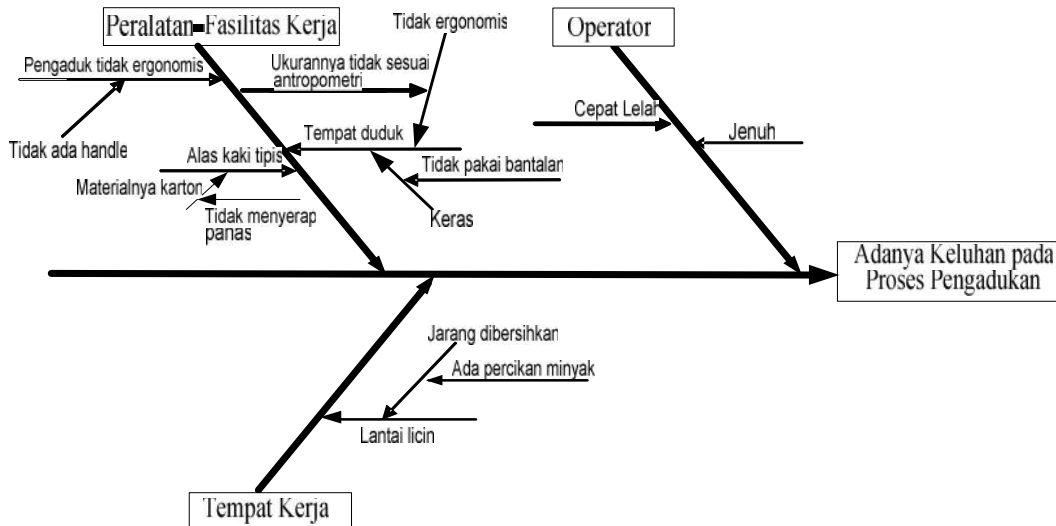 Peralatan-Fasilitas Kerja
Tidak ergonomis
Operator
Pengaduk tidak ergonomis
Ukurannya tidak sesuai
antropometri
Cepat Lelah
Tidak ada handle
Tempat duduk
Jenuh
Alas kaki tipis
Tidak pakai bantalan
Materialnya karton
Tidak menyerap
panas
Keras
Adanya Keluhan pada
Proses Pengadukan
Jarang dibersihkan
Ada percikan minyak
Lantai licin
Tempat Kerja